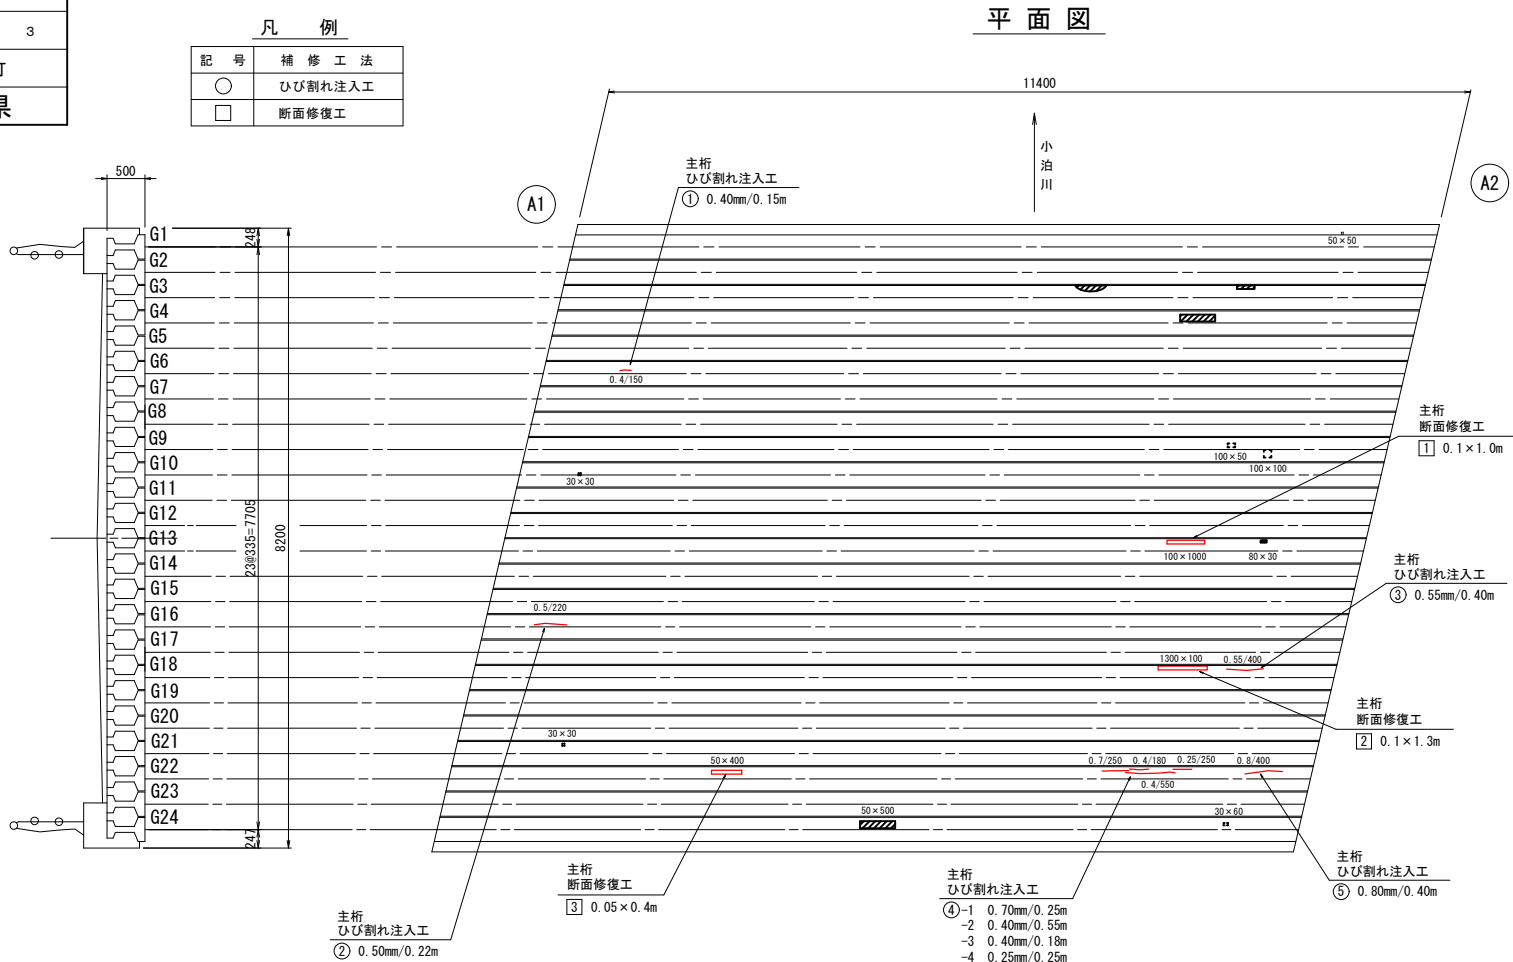 3
町
県
凡 例
記 号 補 修 工 法
○ ひび割れ注入工
□ 断面修復工
平 面 図
11400
小泊川
A1
A2
500
248
23@335=7705
8200
247
G1
G2
G3
G4
G5
G6
G7
G8
G9
G10
G11
G12
G13
G14
G15
G16
G17
G18
G19
G20
G21
G22
G23
G24
主桁
ひび割れ注入工
① 0.40mm/0.15m
50×50
0.4/150
100×50
100×100
30×30
主桁
断面修復工
1 0.1×1.0m
100×1000
80×30
主桁
ひび割れ注入工
③ 0.55mm/0.40m
0.5/220
1300×100
0.55/400
主桁
断面修復工
2 0.1×1.3m
30×30
50×400
0.7/250
0.4/180
0.25/250
0.8/400
0.4/550
50×500
30×60
主桁
ひび割れ注入工
⑤ 0.80mm/0.40m
主桁
断面修復工
3 0.05×0.4m
主桁
ひび割れ注入工
④-1 0.70mm/0.25m
-2 0.40mm/0.55m
-3 0.40mm/0.18m
-4 0.25mm/0.25m
主桁
ひび割れ注入工
② 0.50mm/0.22m